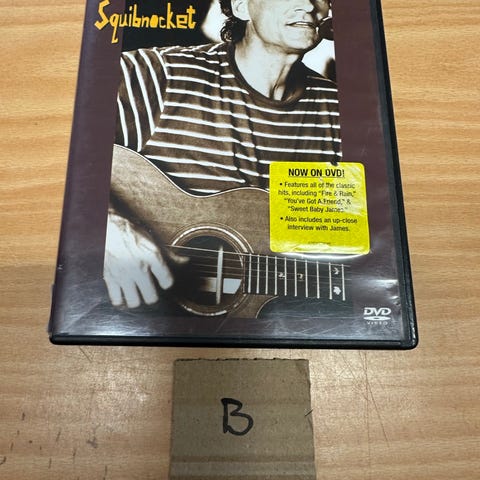 Squibnocket
NOW ON DVD!
• Features all of the classic
hits, including "Fire & Rain,"
"You've Got A Friend," &
"Sweet Baby James."
• Also includes an up-close
interview with James.
DVD
VIDEO
B